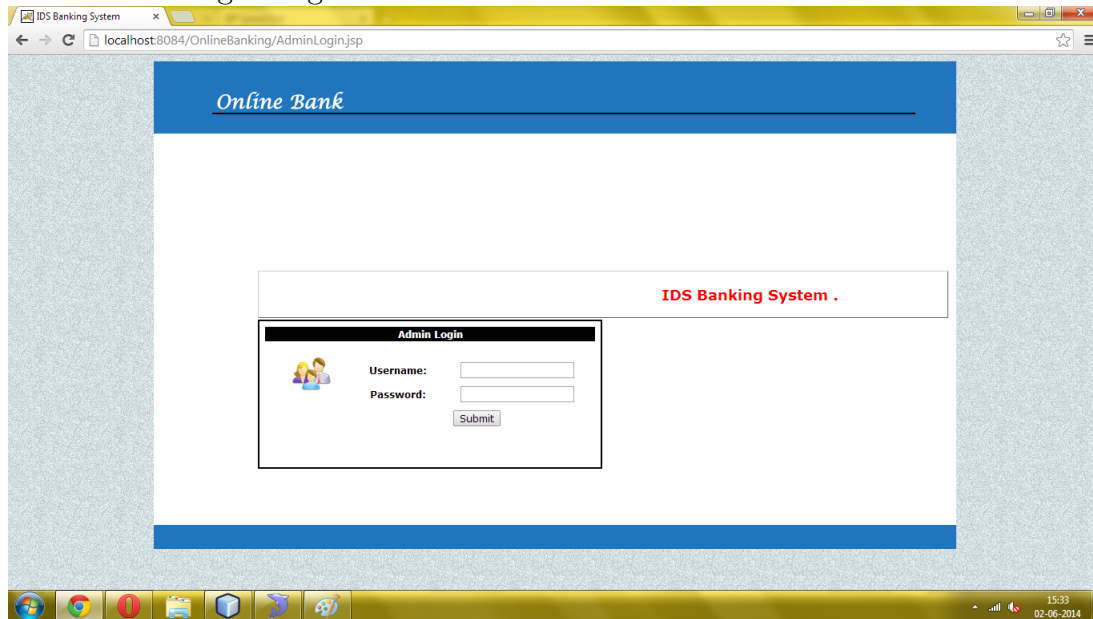 IDS Banking System
localhost:8084/OnlineBanking/AdminLogin.jsp
Online Bank
IDS Banking System .
Admin Login
Username:
Password:
Submit
15:33
02-06-2014